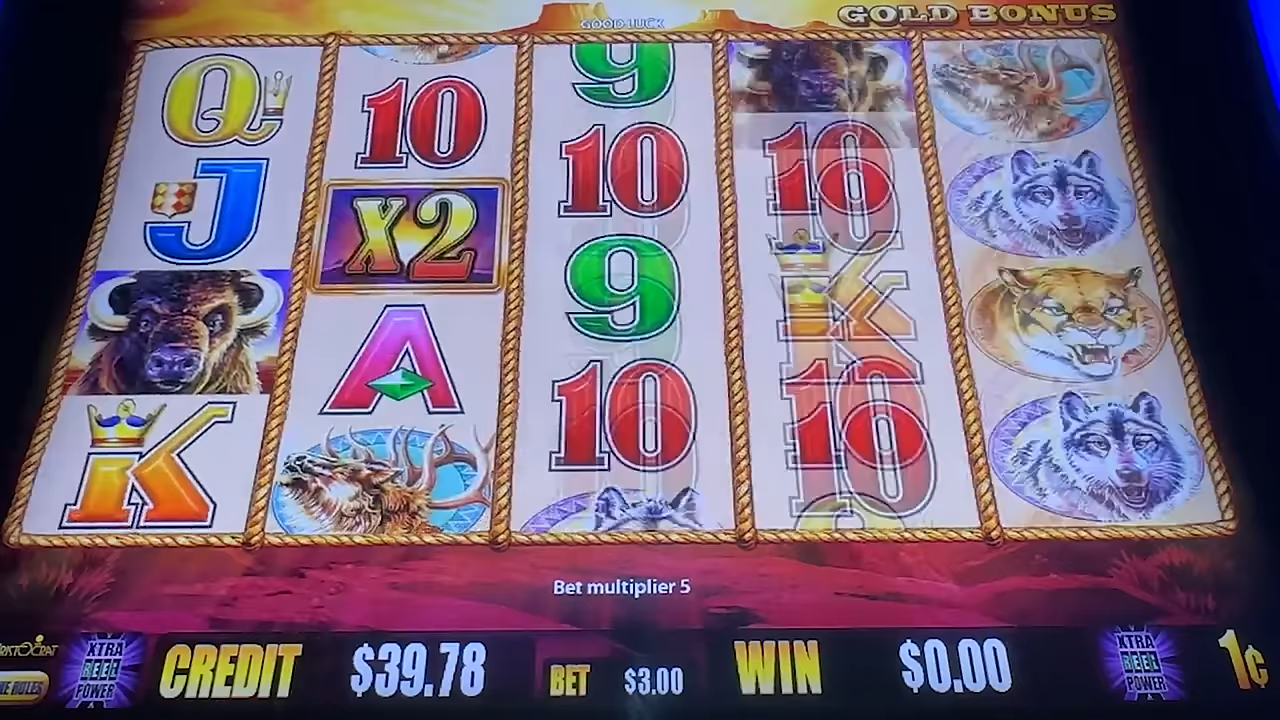 GOOD LUCK
GOLD BONUS
Q
10
9
J
10
10
X2
9
K
A
10
10
K
Bet multiplier 5
XTRA
REEL
POWER
CREDIT
$39.78
BET
$3.00
WIN
$0.00
XTRA
REEL
POWER
1¢
RULES